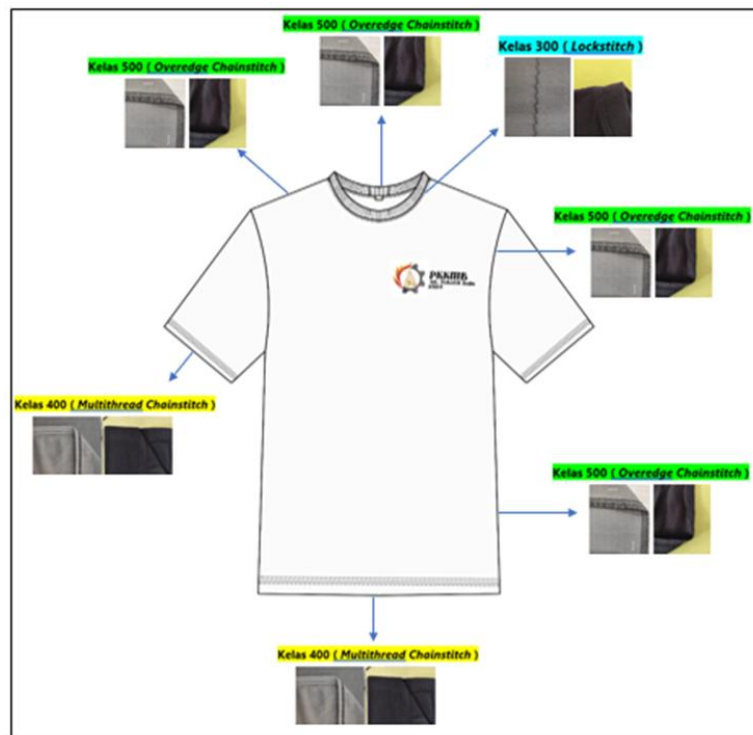 Kelas 500 ( Overedge Chainstitch )
Kelas 300 ( Lockstitch )
Kelas 500 ( Overedge Chainstitch )
Kelas 500 ( Overedge Chainstitch )
PKKMB
Kelas 400 ( Multithread Chainstitch )
Kelas 500 ( Overedge Chainstitch )
Kelas 400 ( Multithread Chainstitch )